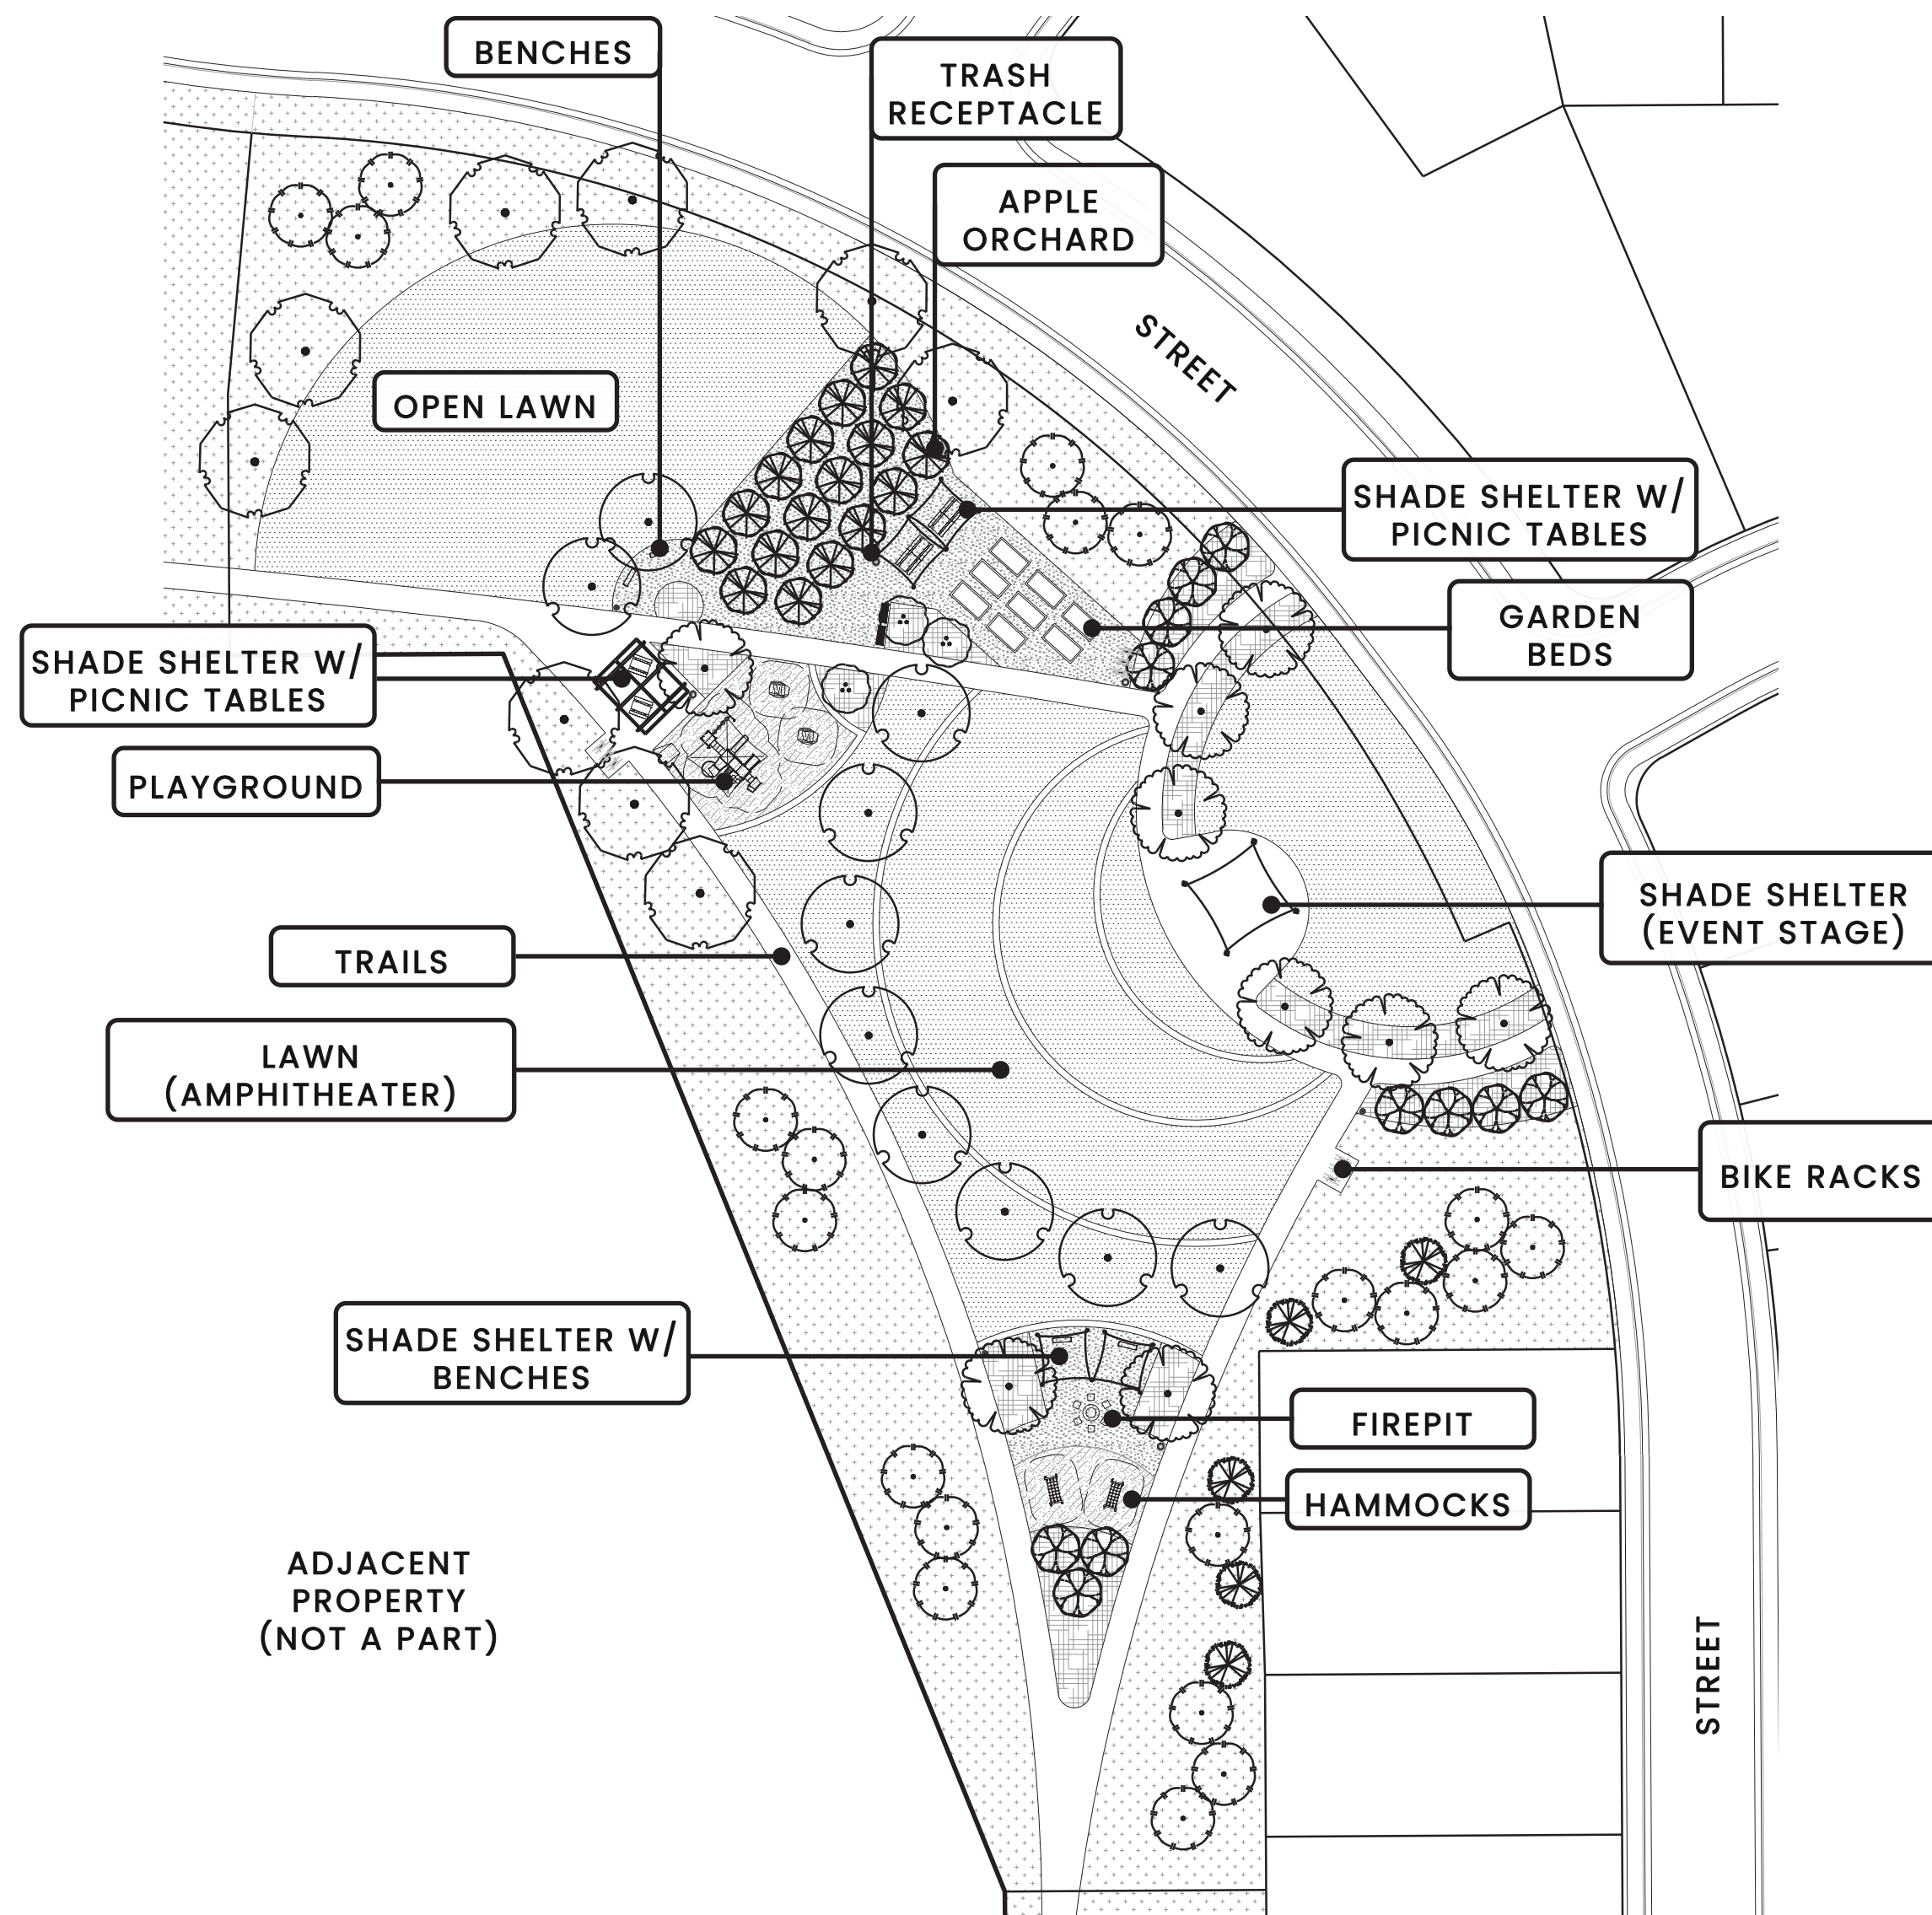 BENCHES
TRASH
RECEPTACLE
APPLE
ORCHARD
STREET
OPEN LAWN
SHADE SHELTER W/
PICNIC TABLES
GARDEN
BEDS
SHADE SHELTER W/
PICNIC TABLES
PLAYGROUND
SHADE SHELTER
(EVENT STAGE)
TRAILS
LAWN
(AMPHITHEATER)
BIKE RACKS
SHADE SHELTER W/
BENCHES
FIREPIT
HAMMOCKS
ADJACENT
PROPERTY
(NOT A PART)
STREET